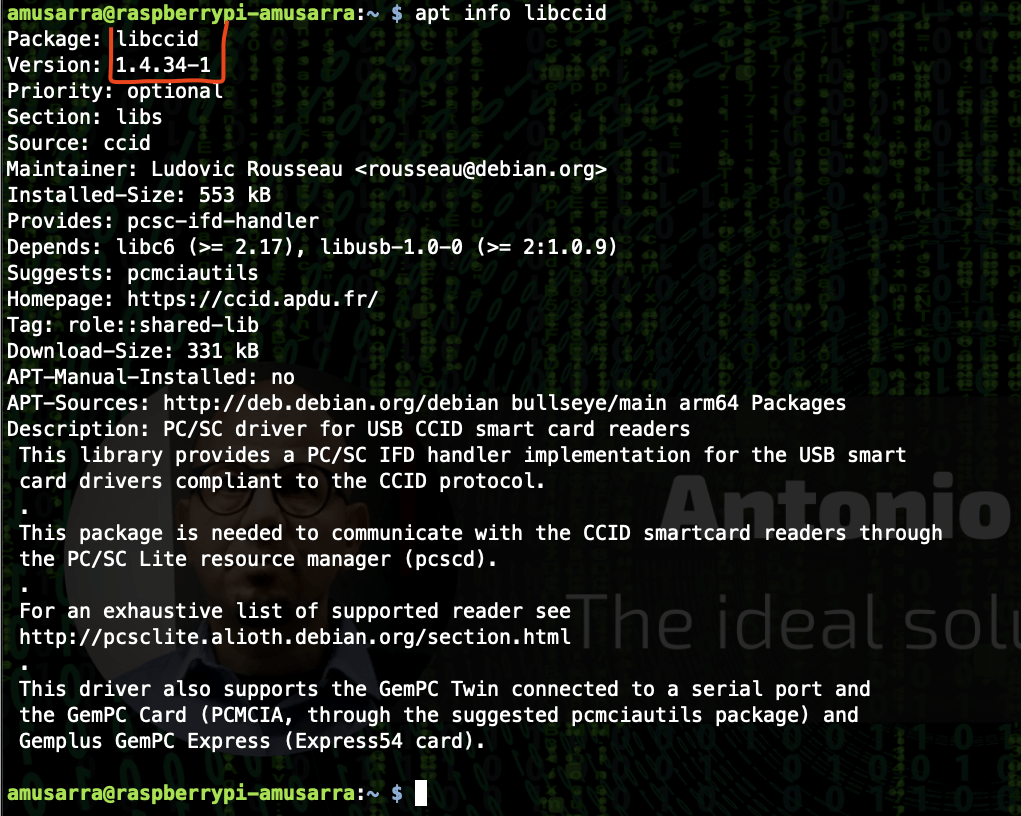 amusarra@raspberrypi-amusarra:~ $ apt info libccid
Package: libccid
Version: 1.4.34-1
Priority: optional
Section: libs
Source: ccid
Maintainer: Ludovic Rousseau <rousseau@debian.org>
Installed-Size: 553 kB
Provides: pcsc-ifd-handler
Depends: libc6 (>= 2.17), libusb-1.0-0 (>= 2:1.0.9)
Suggests: pcmciautils
Homepage: https://ccid.apdu.fr/
Tag: role::shared-lib
Download-Size: 331 kB
APT-Manual-Installed: no
APT-Sources: http://deb.debian.org/debian bullseye/main arm64 Packages
Description: PC/SC driver for USB CCID smart card readers
 This library provides a PC/SC IFD handler implementation for the USB smart
 card drivers compliant to the CCID protocol.
 .
 This package is needed to communicate with the CCID smartcard readers through
 the PC/SC Lite resource manager (pcscd).
 .
 For an exhaustive list of supported reader see
 http://pcsclite.alioth.debian.org/section.html
 .
 This driver also supports the GemPC Twin connected to a serial port and
 the GemPC Card (PCMCIA, through the suggested pcmciautils package) and
 Gemplus GemPC Express (Express54 card).
amusarra@raspberrypi-amusarra:~ $
Antonio
The ideal